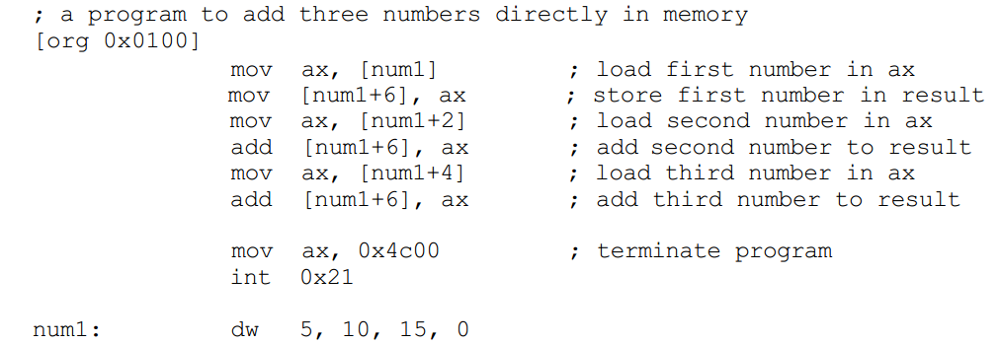 ; a program to add three numbers directly in memory
[org 0x0100]
mov ax, [num1] ; load first number in ax
mov [num1+6], ax ; store first number in result
mov ax, [num1+2] ; load second number in ax
add [num1+6], ax ; add second number to result
mov ax, [num1+4] ; load third number in ax
add [num1+6], ax ; add third number to result
mov ax, 0x4c00 ; terminate program
int 0x21
num1: dw 5, 10, 15, 0